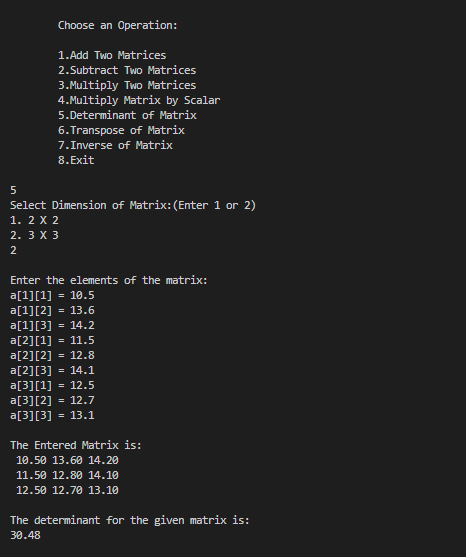 Choose an Operation:
1.Add Two Matrices
2.Subtract Two Matrices
3.Multiply Two Matrices
4.Multiply Matrix by Scalar
5.Determinant of Matrix
6.Transpose of Matrix
7.Inverse of Matrix
8.Exit
5
Select Dimension of Matrix:(Enter 1 or 2)
1. 2 X 2
2. 3 X 3
2
Enter the elements of the matrix:
a[1][1] = 10.5
a[1][2] = 13.6
a[1][3] = 14.2
a[2][1] = 11.5
a[2][2] = 12.8
a[2][3] = 14.1
a[3][1] = 12.5
a[3][2] = 12.7
a[3][3] = 13.1
The Entered Matrix is:
10.50 13.60 14.20
11.50 12.80 14.10
12.50 12.70 13.10
The determinant for the given matrix is:
30.48